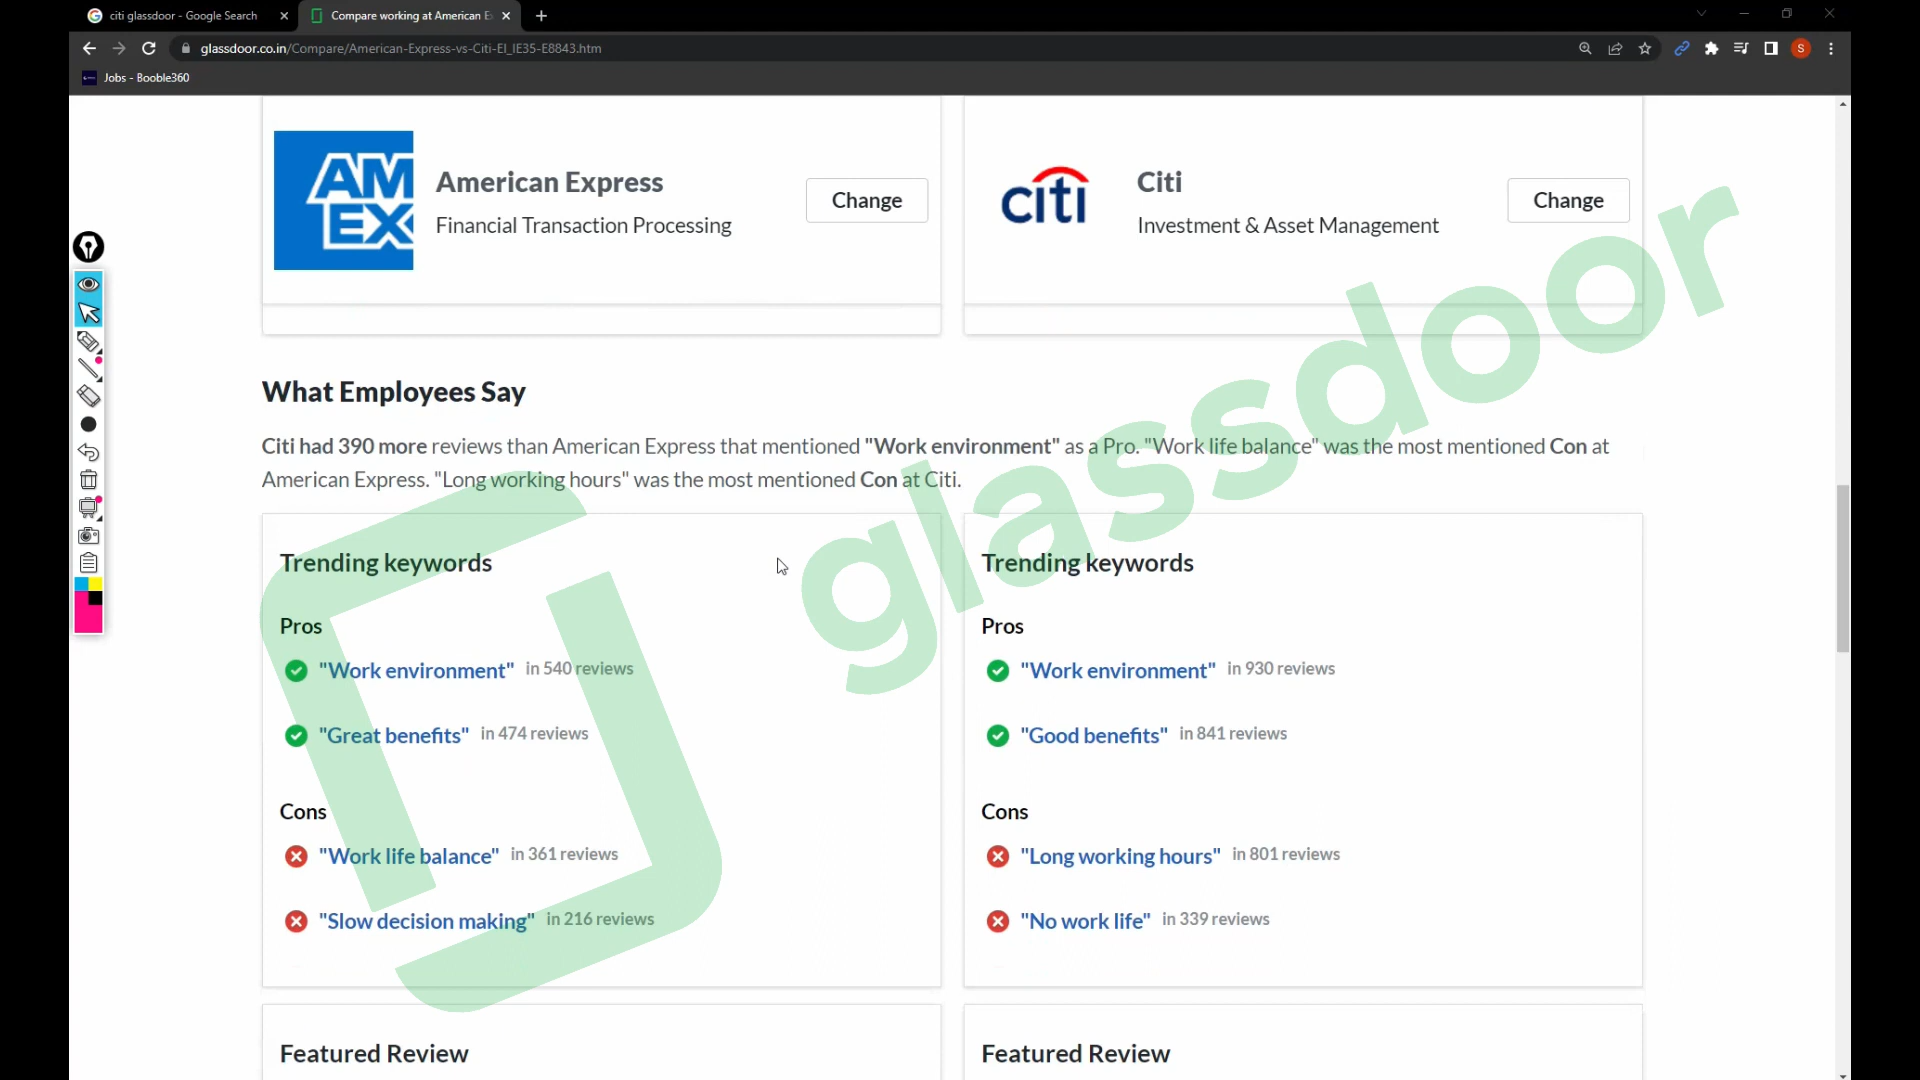 citi glassdoor - Google Search
Compare working at American E
glassdoor.co.in/Compare/American-Express-vs-Citi-EI_IE35-E8843.htm
S
Jobs - Booble360
AM
EX
American Express
Financial Transaction Processing
Change
citi
Citi
Investment & Asset Management
Change
glassdoor
What Employees Say
Citi had 390 more reviews than American Express that mentioned "Work environment" as a Pro. "Work life balance" was the most mentioned Con at
American Express. "Long working hours" was the most mentioned Con at Citi.
Trending keywords
Pros
"Work environment" in 540 reviews
"Great benefits" in 474 reviews
Cons
"Work life balance" in 361 reviews
"Slow decision making" in 216 reviews
Trending keywords
Pros
"Work environment" in 930 reviews
"Good benefits" in 841 reviews
Cons
"Long working hours" in 801 reviews
"No work life" in 339 reviews
Featured Review
Featured Review